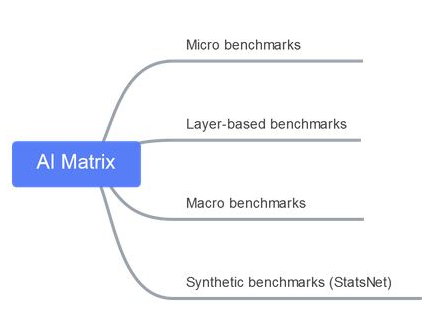 Micro benchmarks
Layer-based benchmarks
AI Matrix
Macro benchmarks
Synthetic benchmarks (StatsNet)